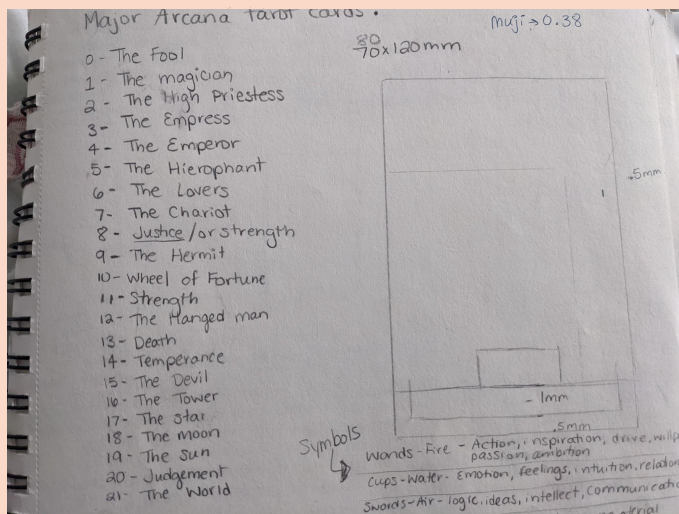 Major Arcana tarot cards.
muji → 0.38
80
70x120mm
0 - The Fool
1 - The magician
2 - The High Priestess
3 - The Empress
4 - The Emperor
5 - The Hierophant
6 - The Lovers
7 - The Chariot
8 - Justice / or strength
9 - The Hermit
10 - Wheel of Fortune
11 - Strength
12 - The Hanged man
13 - Death
14 - Temperance
15 - The Devil
16 - The Tower
17 - The star
18 - The moon
19 - The Sun
20 - Judgement
21 - The World
.5mm
- 1mm
.5mm
Symbols
Wands - Fire - Action, inspiration, drive,
passion, ambition
Cups - Water - Emotion, feelings, intuition,
Swords - Air - logic, ideas, intellect,